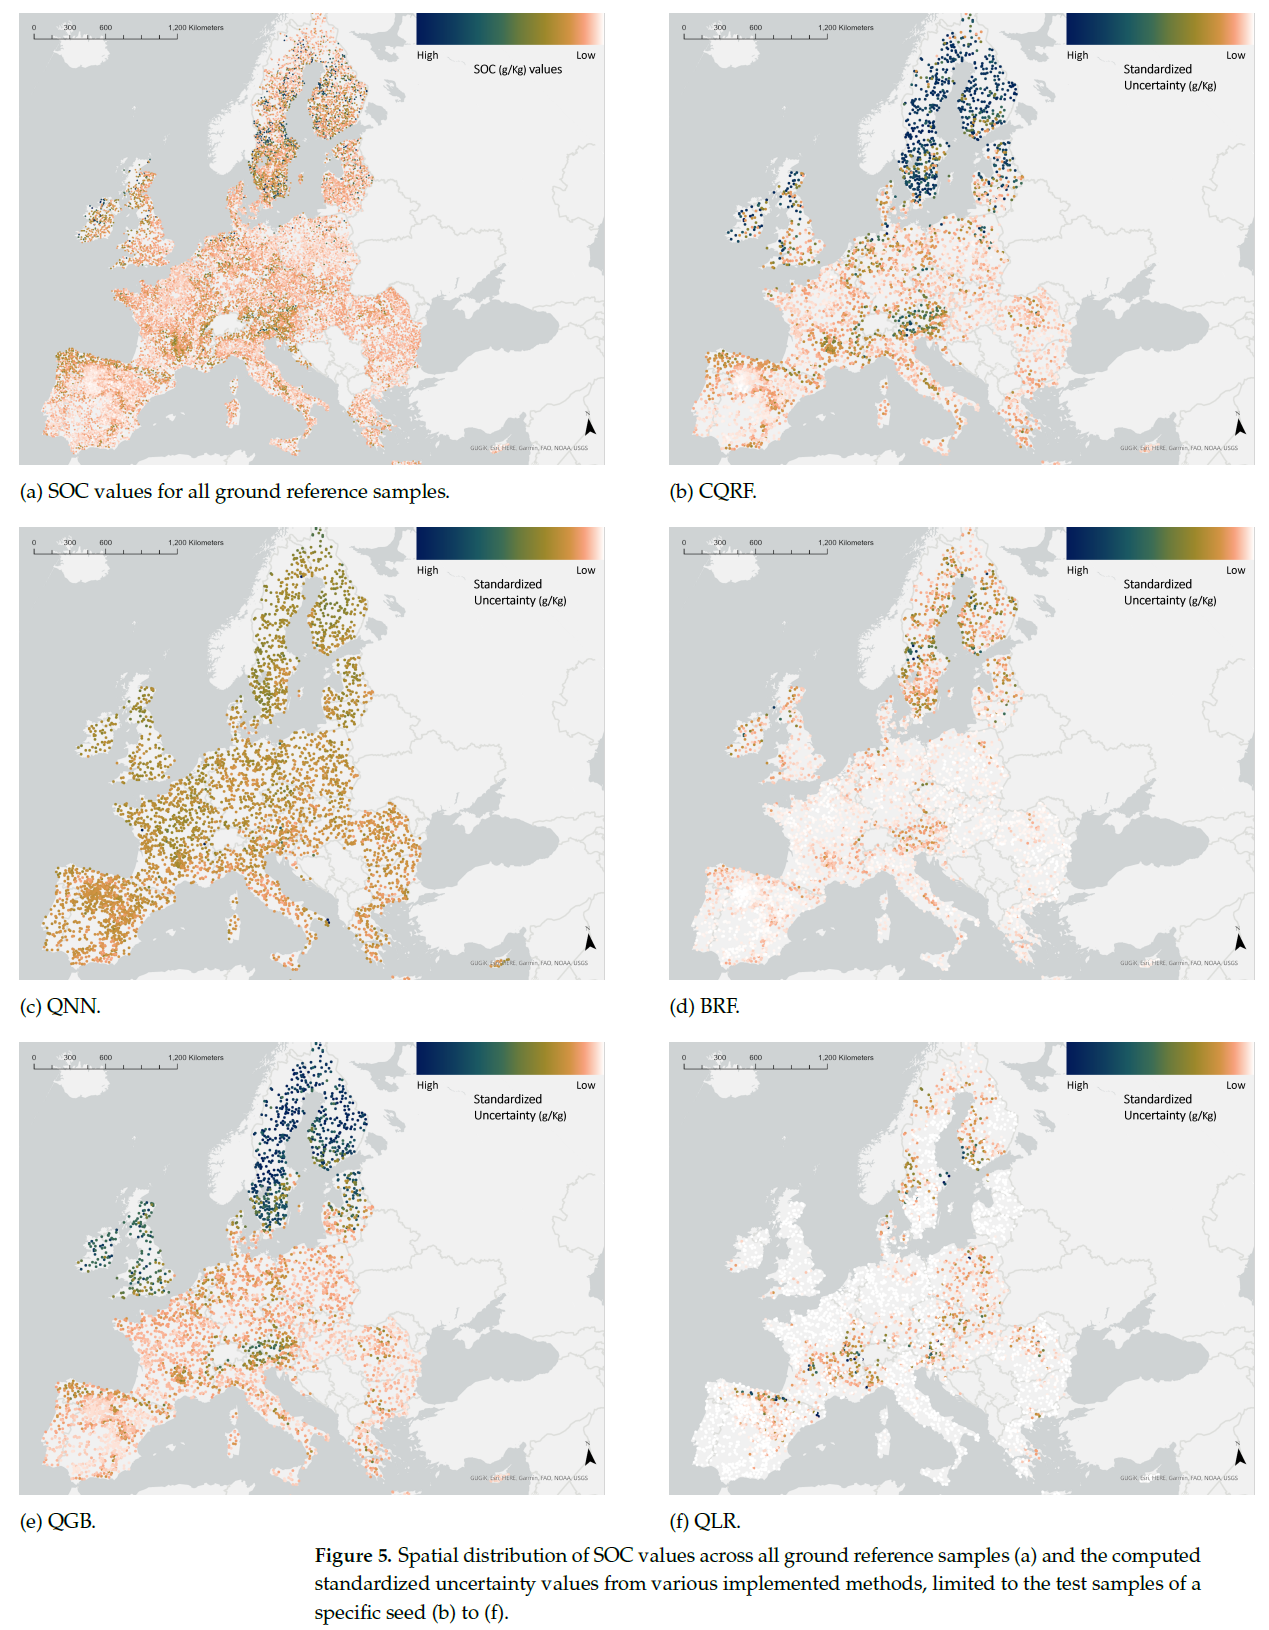 0 300 600 1,200 Kilometers
High Low
SOC (g/Kg) values
N
GUGiK, Esri, HERE, Garmin, FAO, NOAA, USGS
(a) SOC values for all ground reference samples.
0 300 600 1,200 Kilometers
High Low
Standardized
Uncertainty (g/Kg)
N
GUGiK, Esri, HERE, Garmin, FAO, NOAA, USGS
(b) CQRF.
0 300 600 1,200 Kilometers
High Low
Standardized
Uncertainty (g/Kg)
N
GUGiK, Esri, HERE, Garmin, FAO, NOAA, USGS
(c) QNN.
0 300 600 1,200 Kilometers
High Low
Standardized
Uncertainty (g/Kg)
N
GUGiK, Esri, HERE, Garmin, FAO, NOAA, USGS
(d) BRF.
0 300 600 1,200 Kilometers
High Low
Standardized
Uncertainty (g/Kg)
N
GUGiK, Esri, HERE, Garmin, FAO, NOAA, USGS
(e) QGB.
0 300 600 1,200 Kilometers
High Low
Standardized
Uncertainty (g/Kg)
N
GUGiK, Esri, HERE, Garmin, FAO, NOAA, USGS
(f) QLR.
Figure 5. Spatial distribution of SOC values across all ground reference samples (a) and the computed
standardized uncertainty values from various implemented methods, limited to the test samples of a
specific seed (b) to (f).